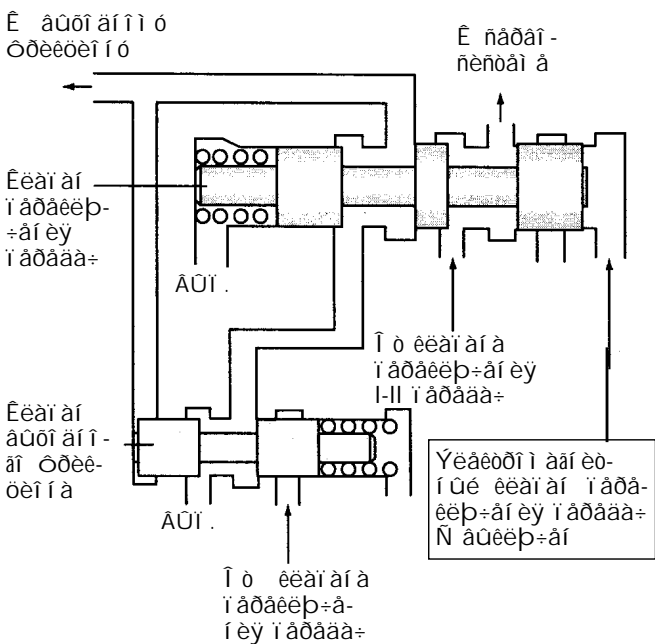 Ê âûõî äí î ì ó
Ôðèêöèî í ó
Ê ñåðâî -
ñèñòåì å
Êëàï àí
ï åðåêëþ-
÷åí èÿ
ï åðåäà÷
ÂÛÏ .
Î ò êëàï àí à
ï åðåêëþ÷åí èÿ
I-II ï åðåäà÷
Êëàï àí
âûõî äí î -
ãî Ôðèê-
öèî í à
Ýëåêòðî ì àãí èò-
í ûé êëàï àí ï åðå-
êëþ÷åí èÿ ï åðåäà÷
Ñ âûêëþ÷åí
ÂÛÏ .
Î ò êëàï àí à
ï åðåêëþ÷å-
í èÿ ï åðåäà÷